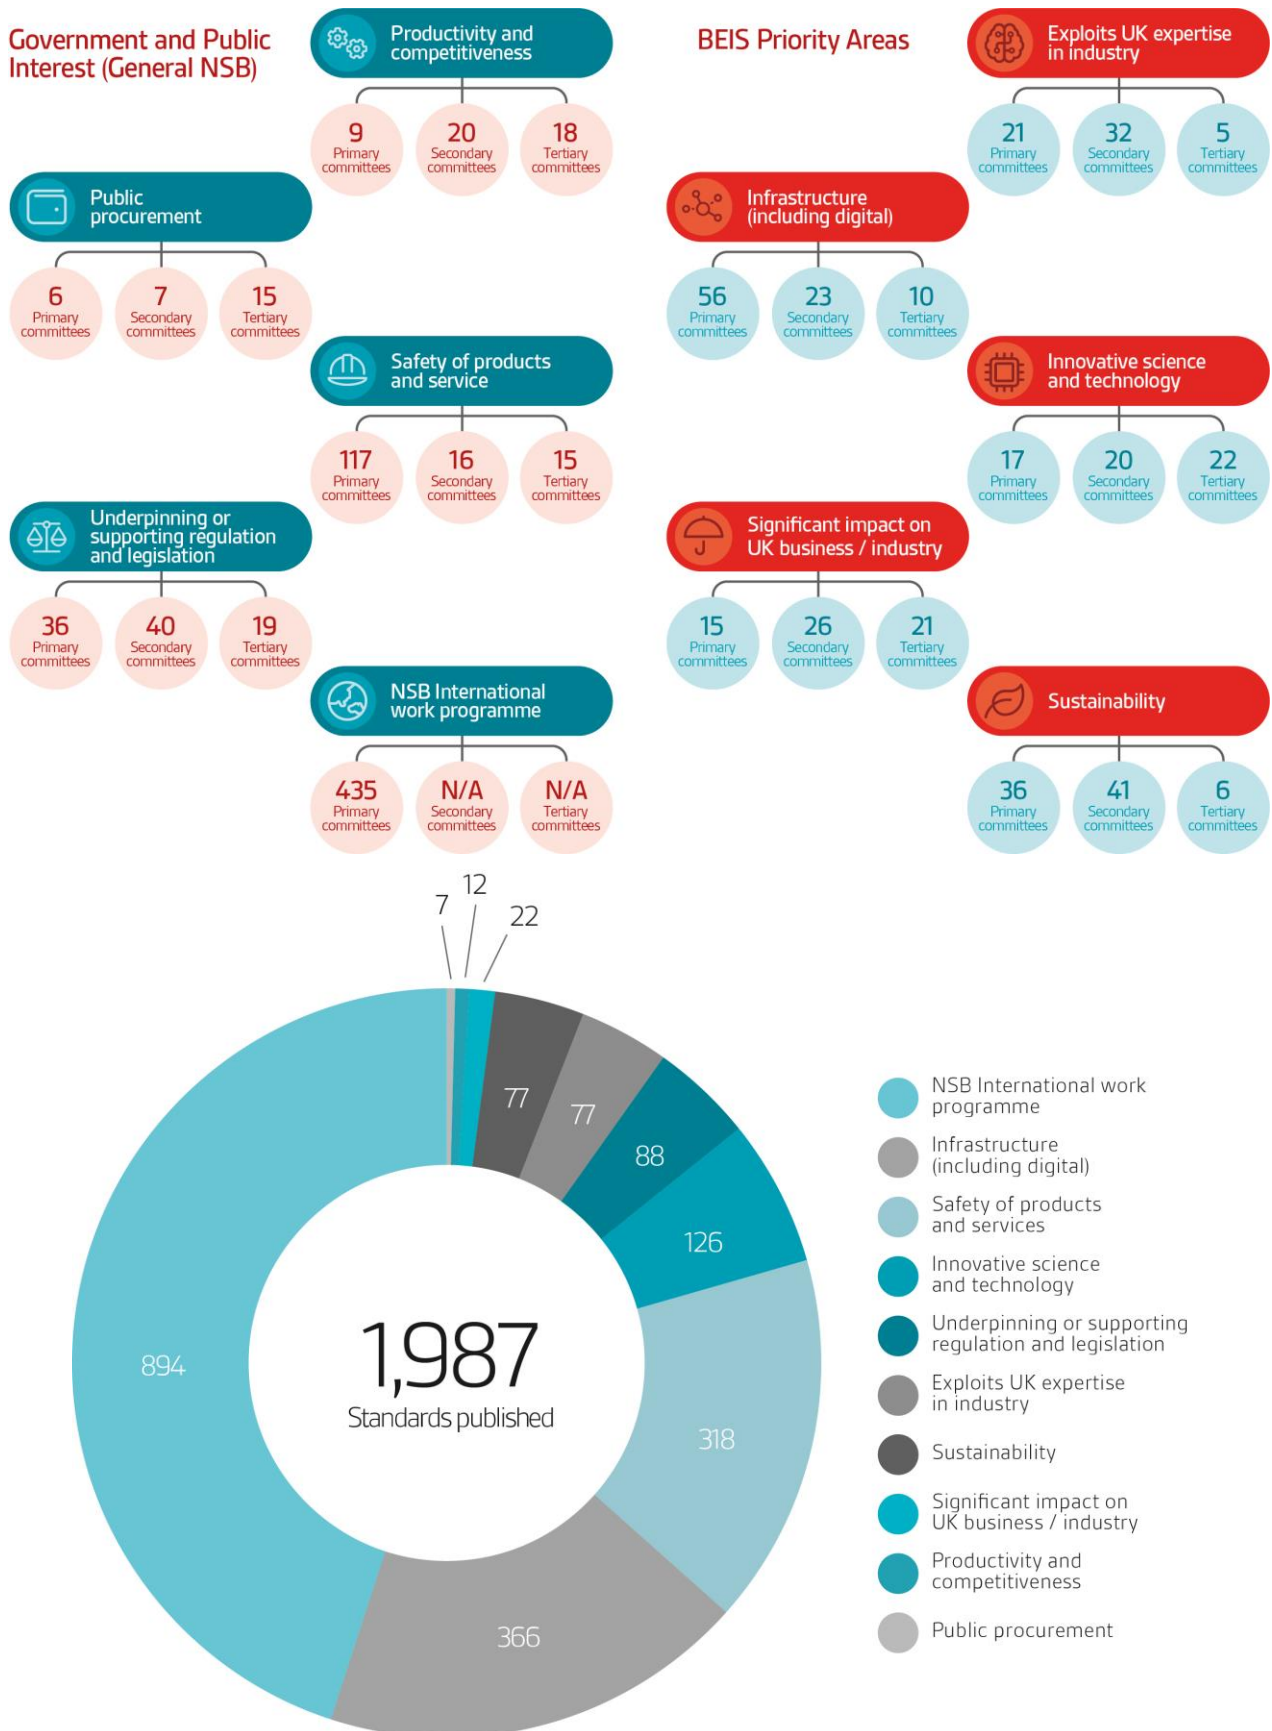 Government and Public
Interest (General NSB)
Productivity and
competitiveness
9
Primary
committees
20
Secondary
committees
18
Tertiary
committees
Public
procurement
6
Primary
committees
7
Secondary
committees
15
Tertiary
committees
Safety of products
and service
117
Primary
committees
16
Secondary
committees
15
Tertiary
committees
Underpinning or
supporting regulation
and legislation
36
Primary
committees
40
Secondary
committees
19
Tertiary
committees
NSB International
work programme
435
Primary
committees
N/A
Secondary
committees
N/A
Tertiary
committees
BEIS Priority Areas
Exploits UK expertise
in industry
21
Primary
committees
32
Secondary
committees
5
Tertiary
committees
Infrastructure
(including digital)
56
Primary
committees
23
Secondary
committees
10
Tertiary
committees
Innovative science
and technology
17
Primary
committees
20
Secondary
committees
22
Tertiary
committees
Significant impact on
UK business / industry
15
Primary
committees
26
Secondary
committees
21
Tertiary
committees
Sustainability
36
Primary
committees
41
Secondary
committees
6
Tertiary
committees
7
12
22
77
77
88
126
318
366
894
1,987
Standards published
NSB International work
programme
Infrastructure
(including digital)
Safety of products
and services
Innovative science
and technology
Underpinning or supporting
regulation and legislation
Exploits UK expertise
in industry
Sustainability
Significant impact on
UK business / industry
Productivity and
competitiveness
Public procurement